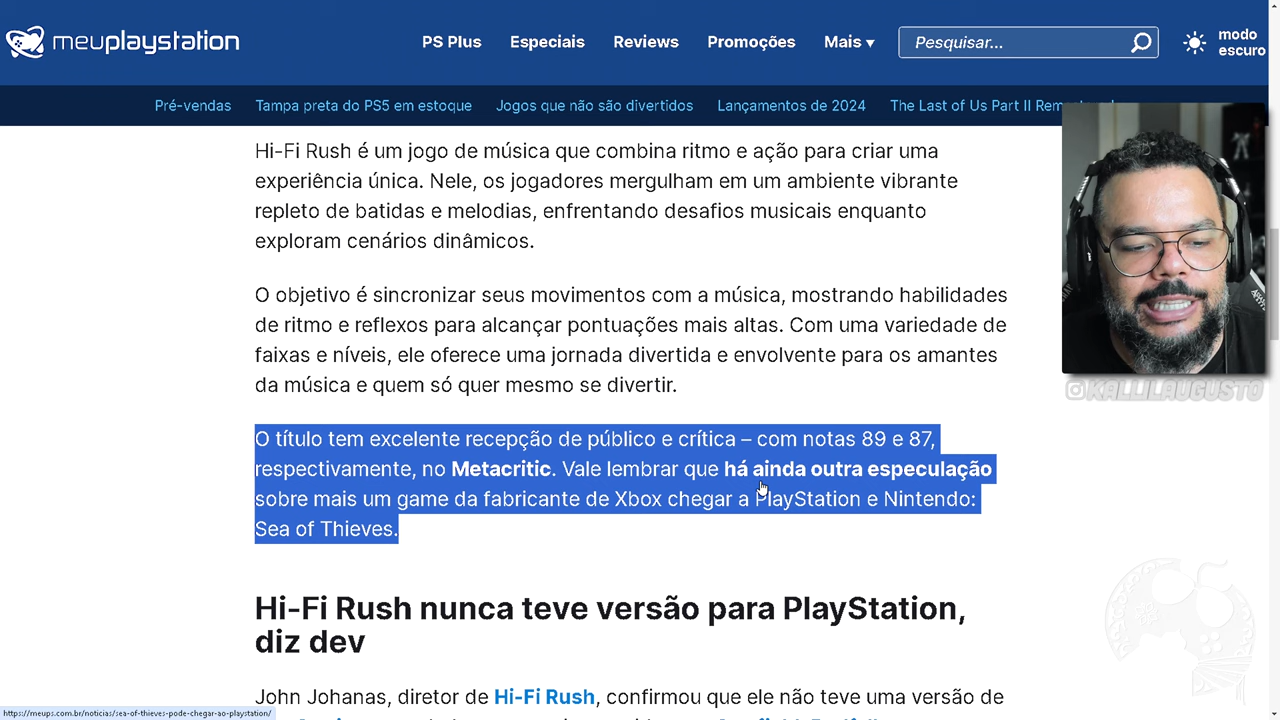 meuplaystation
PS Plus Especiais Reviews Promoções Mais ▾ Pesquisar... modo escuro
Pré-vendas Tampa preta do PS5 em estoque Jogos que não são divertidos Lançamentos de 2024 The Last of Us Part II
Hi-Fi Rush é um jogo de música que combina ritmo e ação para criar uma
experiência única. Nele, os jogadores mergulham em um ambiente vibrante
repleto de batidas e melodias, enfrentando desafios musicais enquanto
exploram cenários dinâmicos.
O objetivo é sincronizar seus movimentos com a música, mostrando habilidades
de ritmo e reflexos para alcançar pontuações mais altas. Com uma variedade de
faixas e níveis, ele oferece uma jornada divertida e envolvente para os amantes
da música e quem só quer mesmo se divertir.
@KALLILAUGUSTO
O título tem excelente recepção de público e crítica – com notas 89 e 87,
respectivamente, no Metacritic. Vale lembrar que há ainda outra especulação
sobre mais um game da fabricante de Xbox chegar a PlayStation e Nintendo:
Sea of Thieves.
Hi-Fi Rush nunca teve versão para PlayStation,
diz dev
John Johanas, diretor de Hi-Fi Rush, confirmou que ele não teve uma versão de
https://meups.com.br/noticias/sea-of-thieves-pode-chegar-ao-playstation/